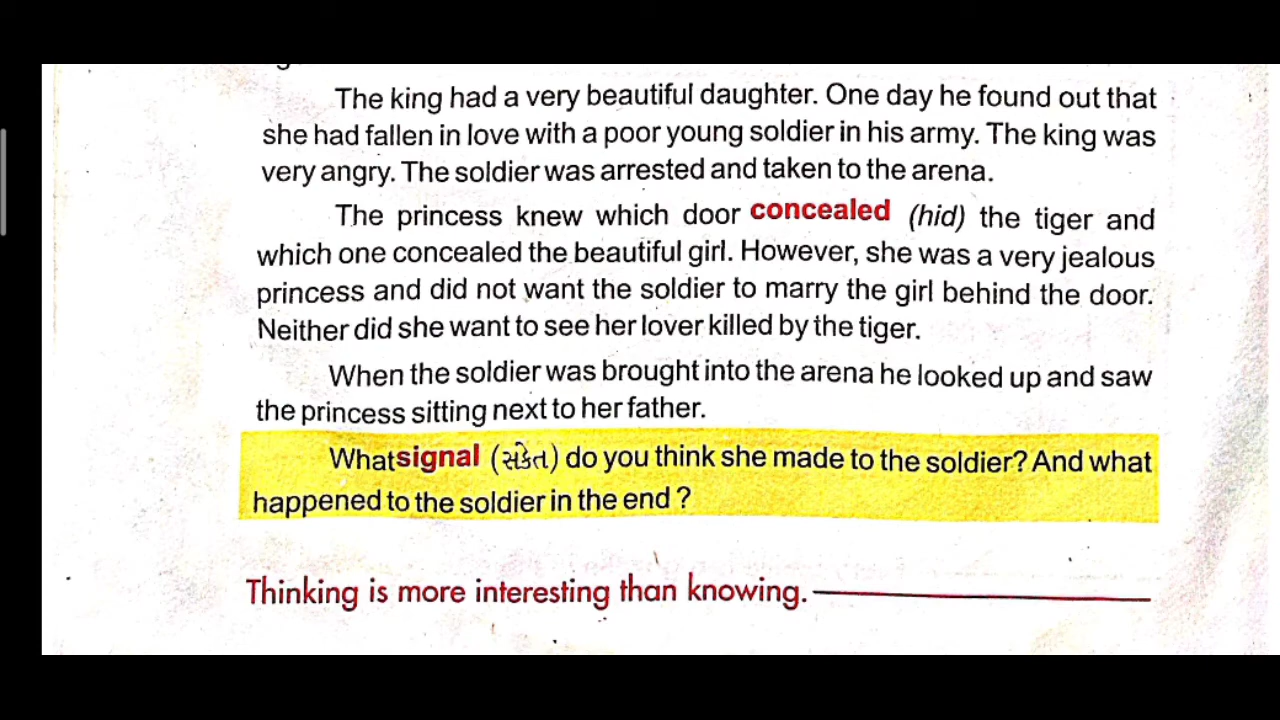 The king had a very beautiful daughter. One day he found out that
she had fallen in love with a poor young soldier in his army. The king was
very angry. The soldier was arrested and taken to the arena.
The princess knew which door concealed (hid) the tiger and
which one concealed the beautiful girl. However, she was a very jealous
princess and did not want the soldier to marry the girl behind the door.
Neither did she want to see her lover killed by the tiger.
When the soldier was brought into the arena he looked up and saw
the princess sitting next to her father.
What signal (સંકેત) do you think she made to the soldier? And what
happened to the soldier in the end ?
Thinking is more interesting than knowing.